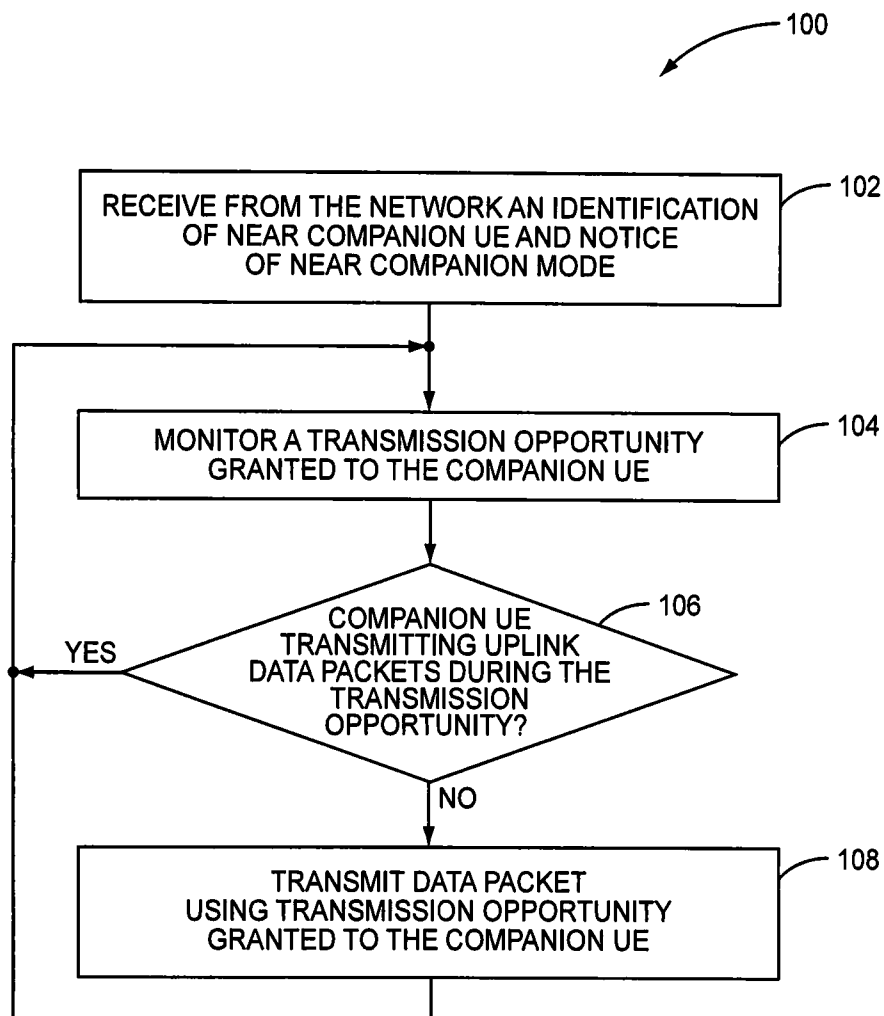 100
102
RECEIVE FROM THE NETWORK AN IDENTIFICATION
OF NEAR COMPANION UE AND NOTICE
OF NEAR COMPANION MODE
104
MONITOR A TRANSMISSION OPPORTUNITY
GRANTED TO THE COMPANION UE
106
COMPANION UE
TRANSMITTING UPLINK
DATA PACKETS DURING THE
TRANSMISSION
OPPORTUNITY?
YES
NO
108
TRANSMIT DATA PACKET
USING TRANSMISSION OPPORTUNITY
GRANTED TO THE COMPANION UE